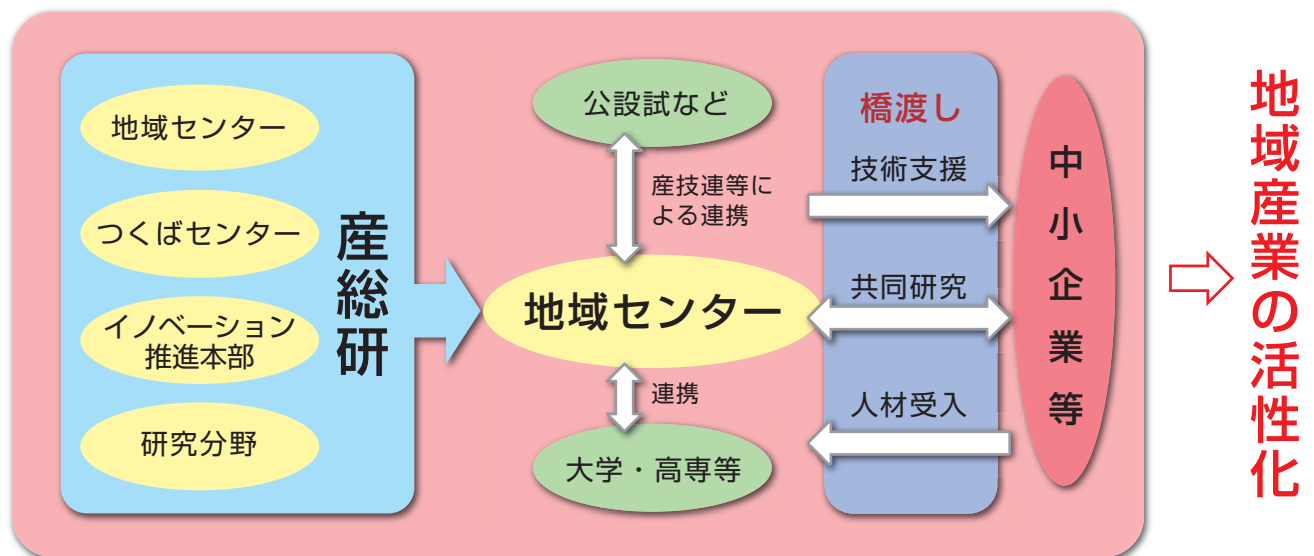 地域センター
つくばセンター
イノベーション
推進本部
研究分野
産総研
公設試など
産技連等に
よる連携
地域センター
連携
大学・高専等
橋渡し
技術支援
共同研究
人材受入
中小企業等
地域産業の活性化